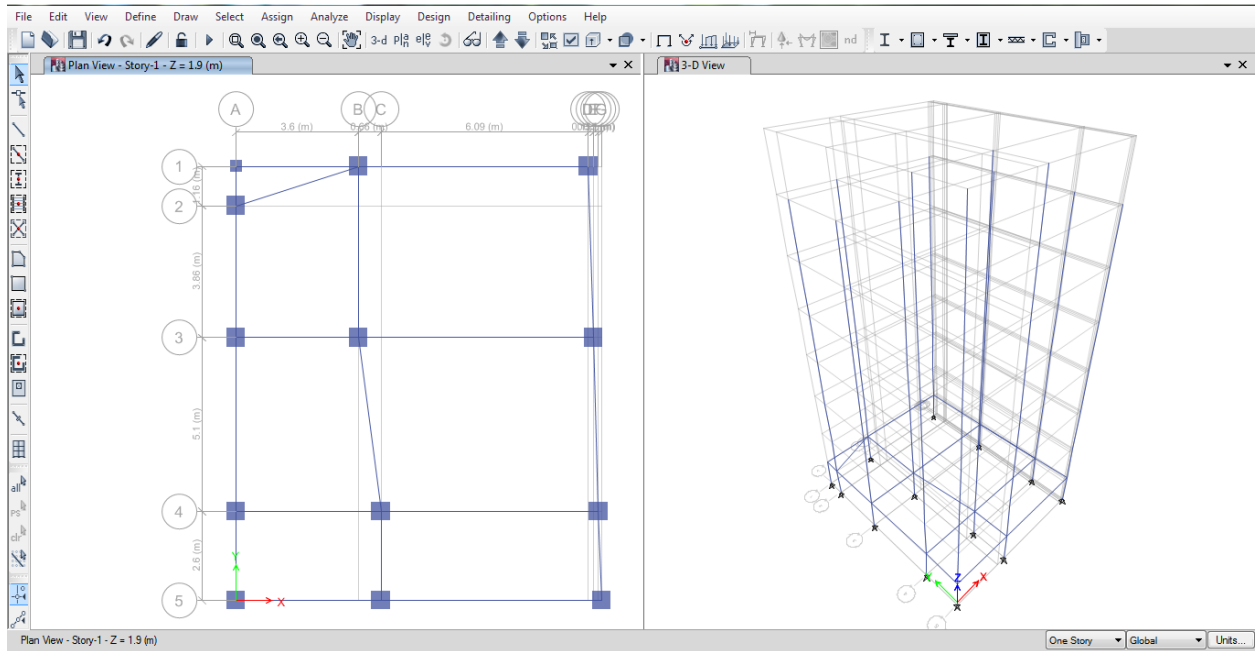 File Edit View Define Draw Select Assign Analyze Display Design Detailing Options Help
3-d
nd
Plan View - Story-1 - Z = 1.9 (m)
3-D View
A B C
3.6 (m) 6.09 (m)
1
2
3.86 (m)
3
5.1 (m)
4
2.6 (m)
Y
5
X
Z
X
all
ps
clr
Plan View - Story-1 - Z = 1.9 (m) One Story Global Units...